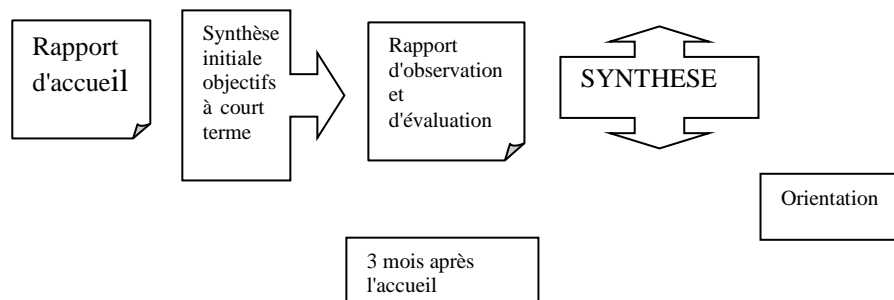 Rapport
d'accueil
Synthèse
initiale
objectifs
à court
terme
Rapport
d'observation
et
d'évaluation
SYNTHESE
Orientation
3 mois après
l'accueil